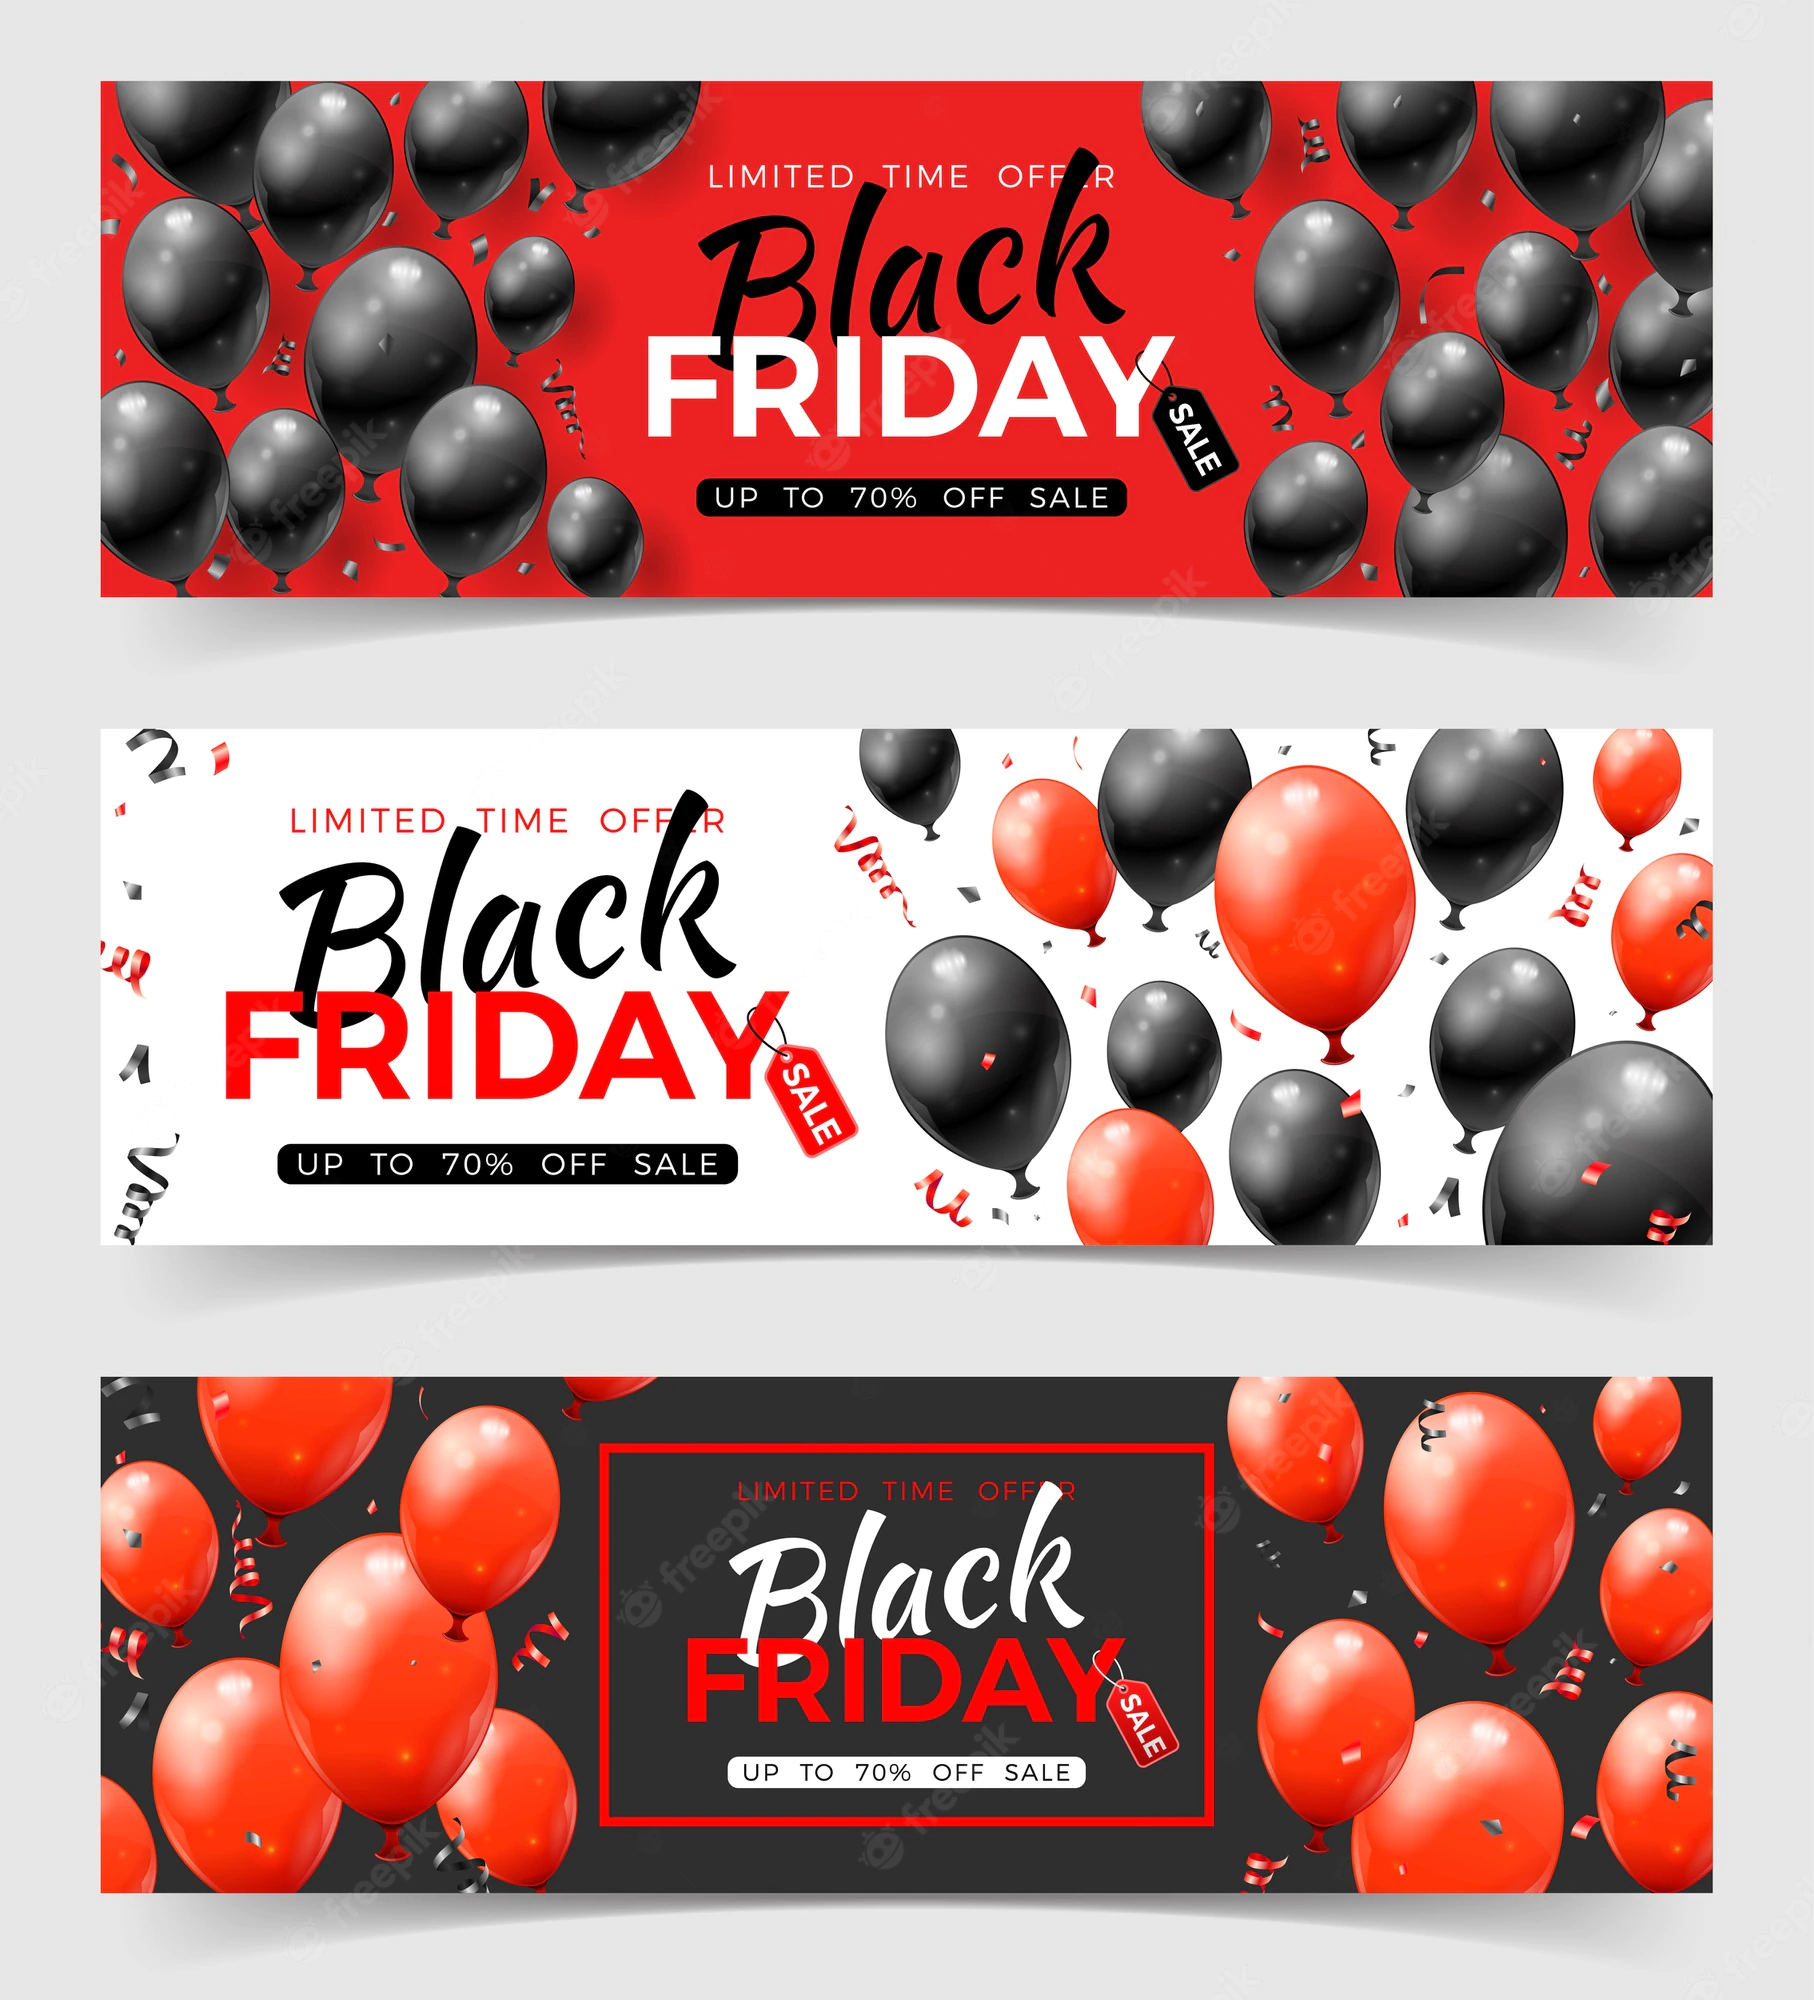 LIMITED TIME OFFER
Black
FRIDAY
SALE
UP TO 70% OFF SALE
LIMITED TIME OFFER
Black
FRIDAY
SALE
UP TO 70% OFF SALE
LIMITED TIME OFFER
Black
FRIDAY
SALE
UP TO 70% OFF SALE
freepik